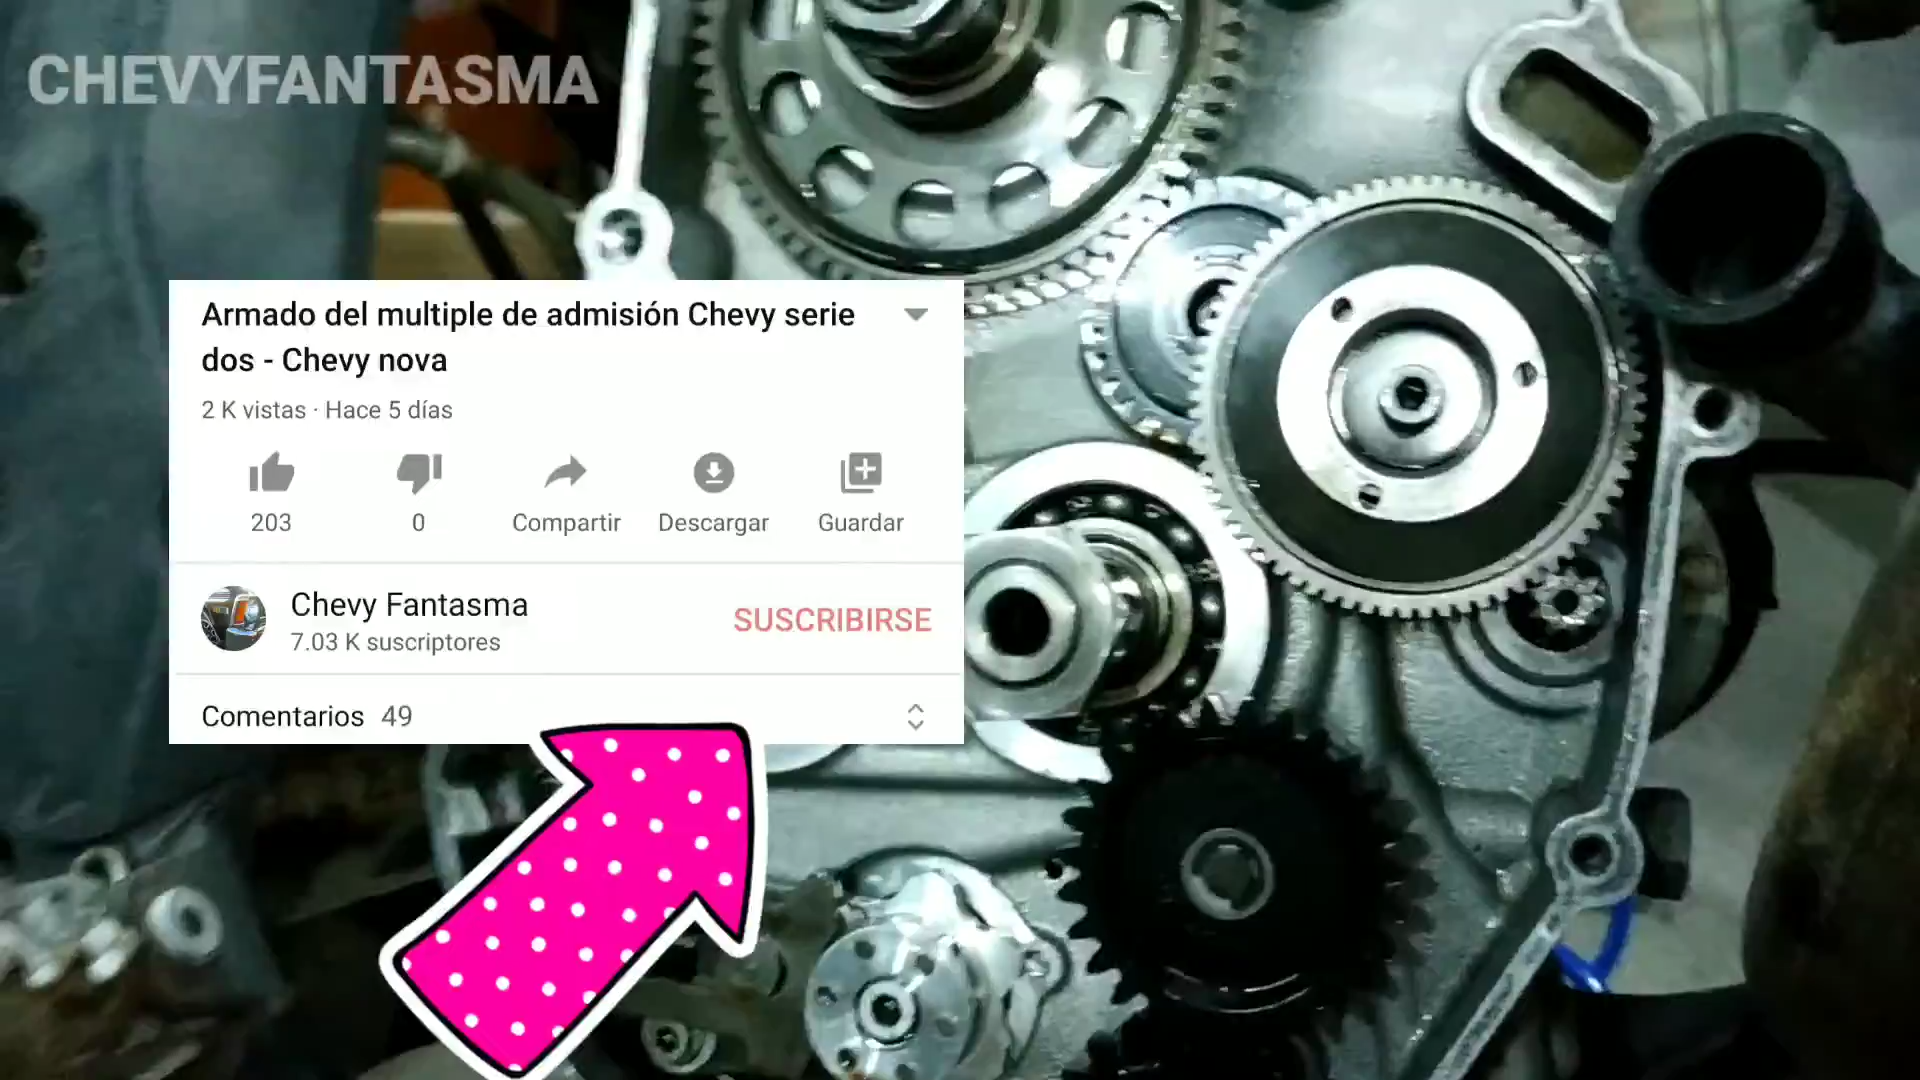 CHEVYFANTASMA
Armado del multiple de admisión Chevy serie
dos - Chevy nova
2 K vistas · Hace 5 días
203
0
Compartir
Descargar
Guardar
Chevy Fantasma
SUSCRIBIRSE
7.03 K suscriptores
Comentarios 49